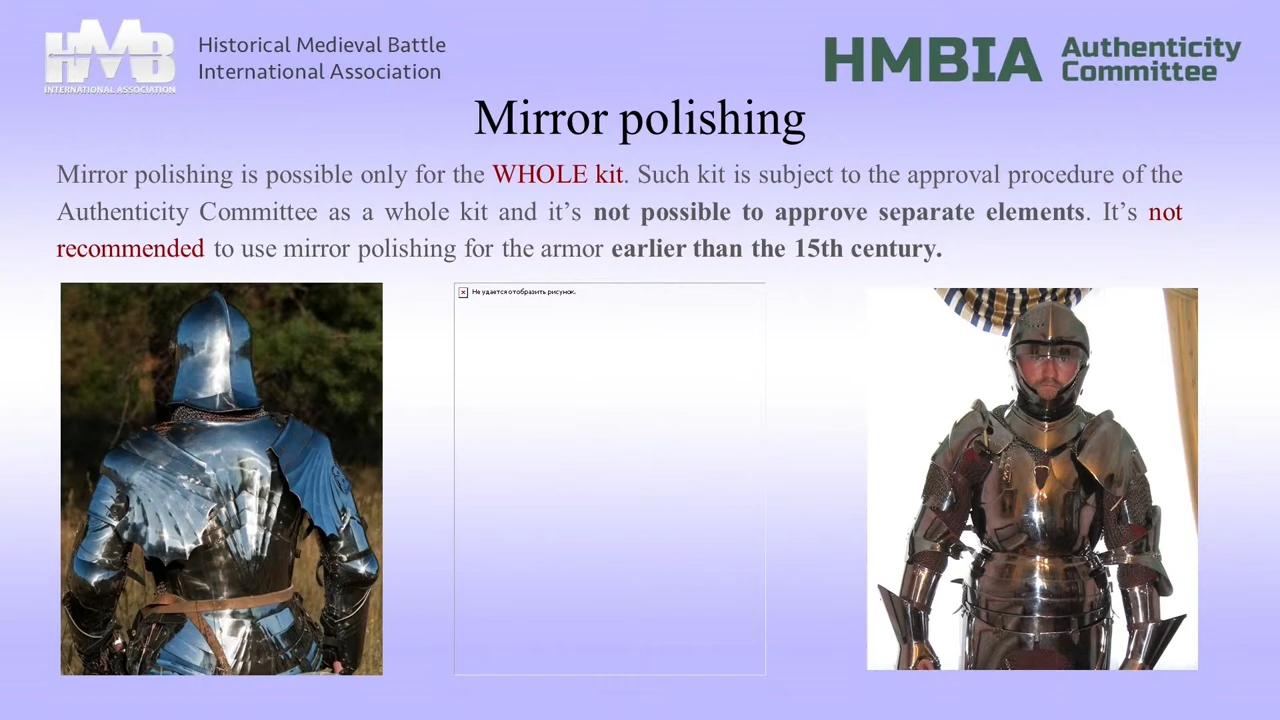 HMB
INTERNATIONAL ASSOCIATION
Historical Medieval Battle
International Association
HMBIA
Authenticity
Committee
Mirror polishing
Mirror polishing is possible only for the WHOLE kit. Such kit is subject to the approval procedure of the
Authenticity Committee as a whole kit and it’s not possible to approve separate elements. It’s not
recommended to use mirror polishing for the armor earlier than the 15th century.
Не удается отобразить рисунок.